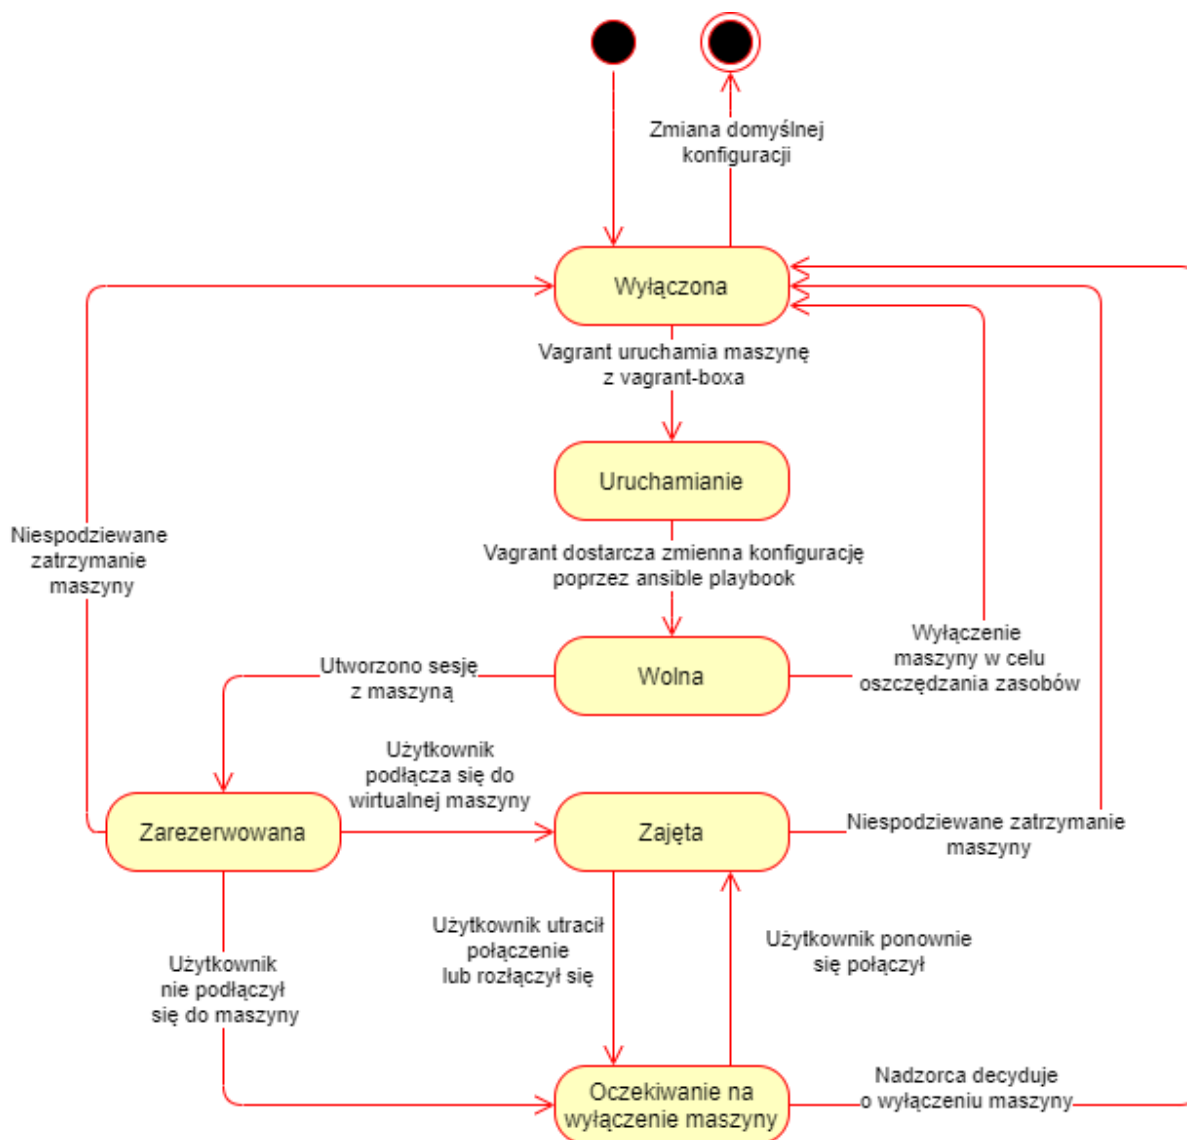 Zmiana domyślnej
konfiguracji
Wyłączona
Vagrant uruchamia maszynę
z vagrant-boxa
Uruchamianie
Niespodziewane
zatrzymanie
maszyny
Vagrant dostarcza zmienna konfigurację
poprzez ansible playbook
Wyłączenie
maszyny w celu
oszczędzania zasobów
Utworzono sesję
z maszyną
Wolna
Użytkownik
podłącza się do
wirtualnej maszyny
Zarezerwowana
Zajęta
Niespodziewane zatrzymanie
maszyny
Użytkownik utracił
połączenie
lub rozłączył się
Użytkownik ponownie
się połączył
Użytkownik
nie podłączył
się do maszyny
Oczekiwanie na
wyłączenie maszyny
Nadzorca decyduje
o wyłączeniu maszyny